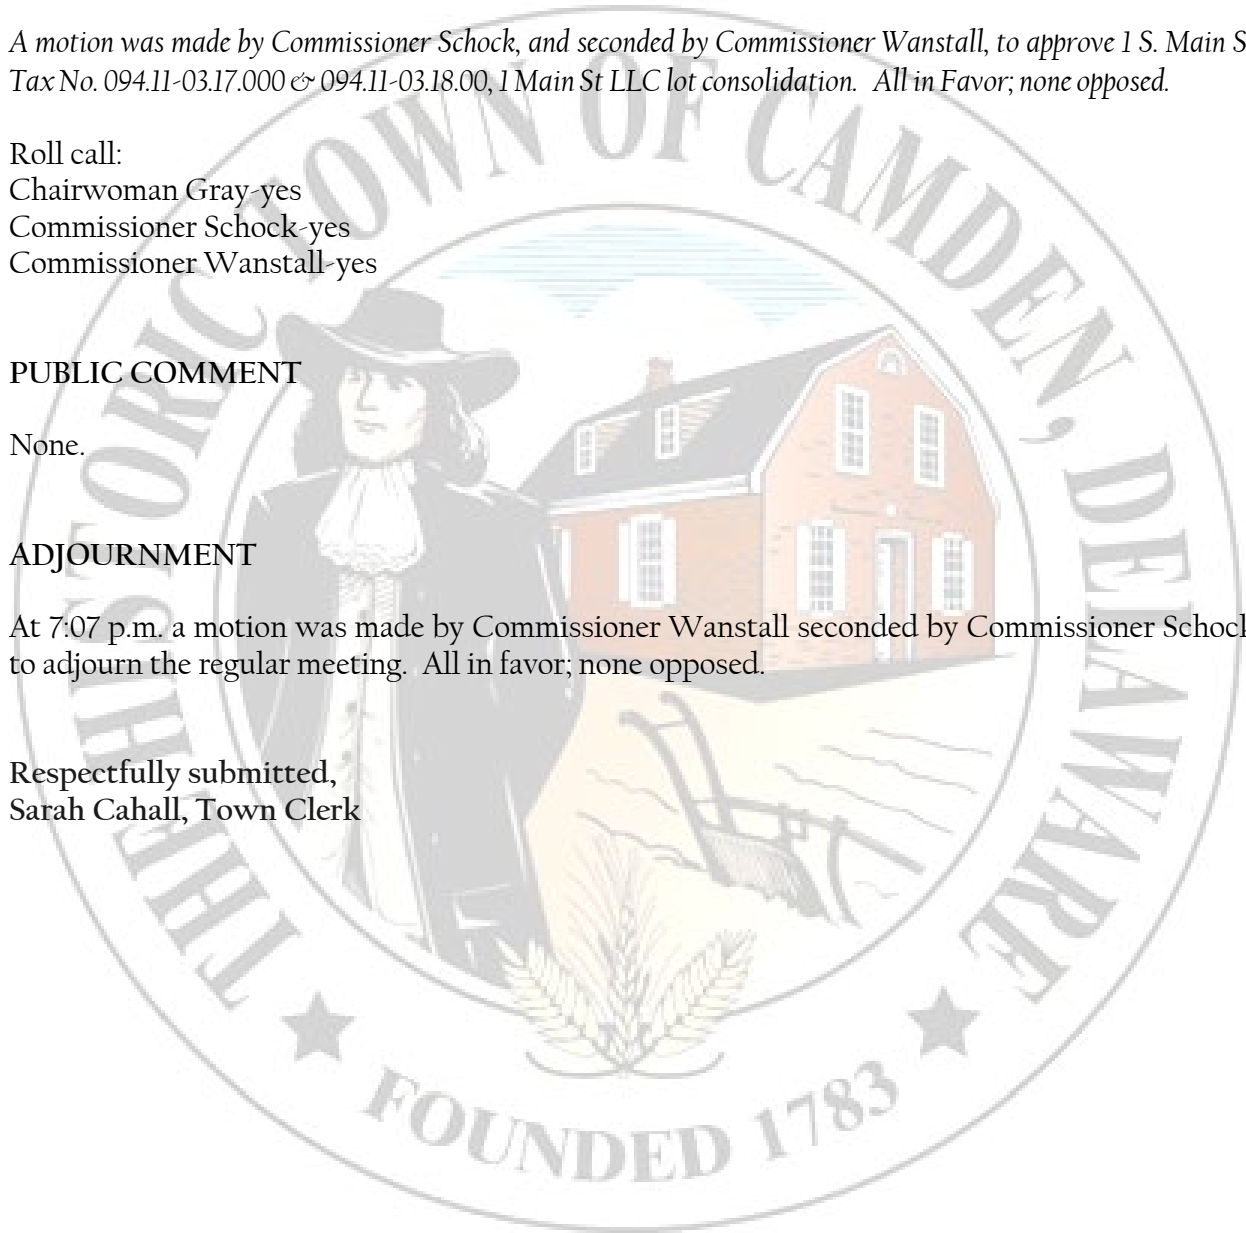 A motion was made by Commissioner Schock, and seconded by Commissioner Wanstall, to approve 1 S. Main S
Tax No. 094.11-03.17.000 & 094.11-03.18.00, 1 Main St LLC lot consolidation. All in Favor; none opposed.
Roll call:
Chairwoman Gray-yes
Commissioner Schock-yes
Commissioner Wanstall-yes
PUBLIC COMMENT
None.
ADJOURNMENT
At 7:07 p.m. a motion was made by Commissioner Wanstall seconded by Commissioner Schock
to adjourn the regular meeting. All in favor; none opposed.
Respectfully submitted,
Sarah Cahall, Town Clerk
THE HISTORIC TOWN OF CAMDEN, DELAWARE
FOUNDED 1783